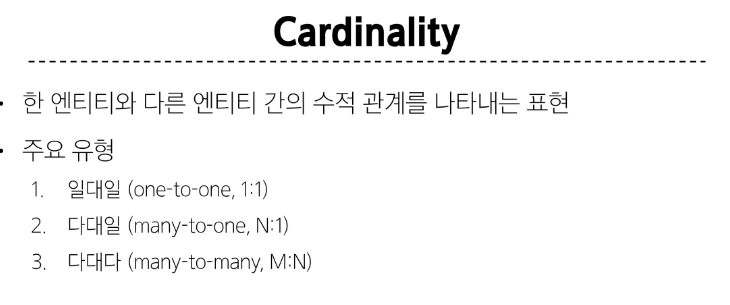 Cardinality
• 한 엔티티와 다른 엔티티 간의 수적 관계를 나타내는 표현
• 주요 유형
1. 일대일 (one-to-one, 1:1)
2. 다대일 (many-to-one, N:1)
3. 다대다 (many-to-many, M:N)